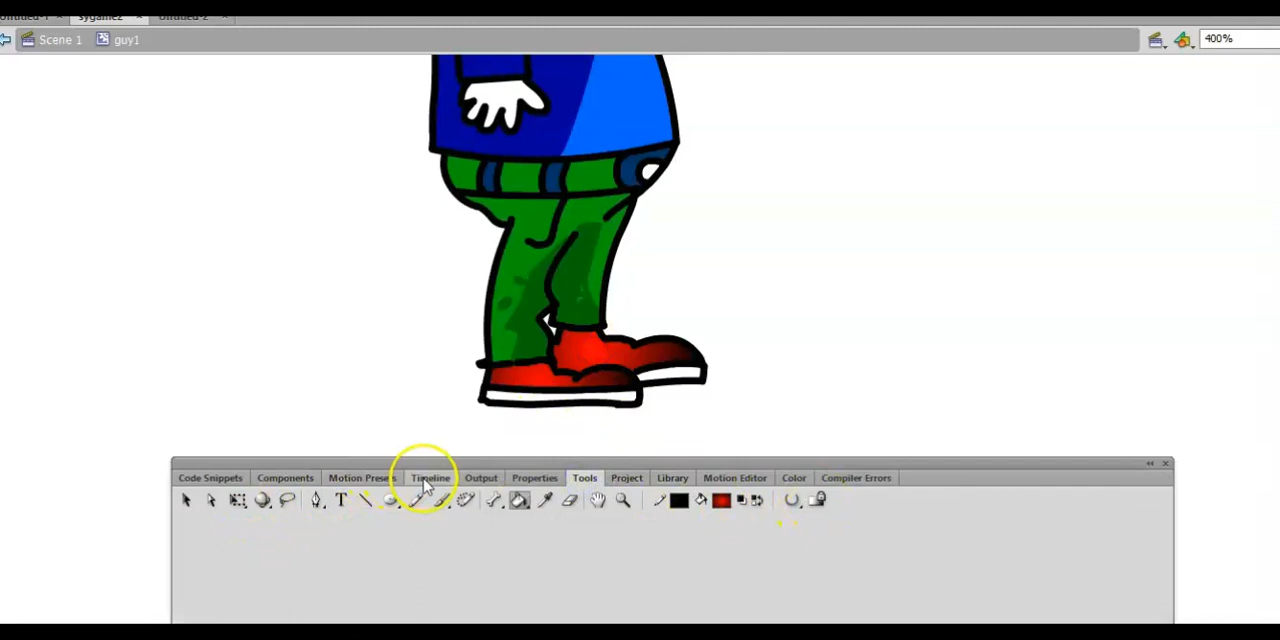 sygame2
Scene 1 guy1 400%
Code Snippets Components Motion Presets Timeline Output Properties Tools Project Library Motion Editor Color Compiler Errors
T